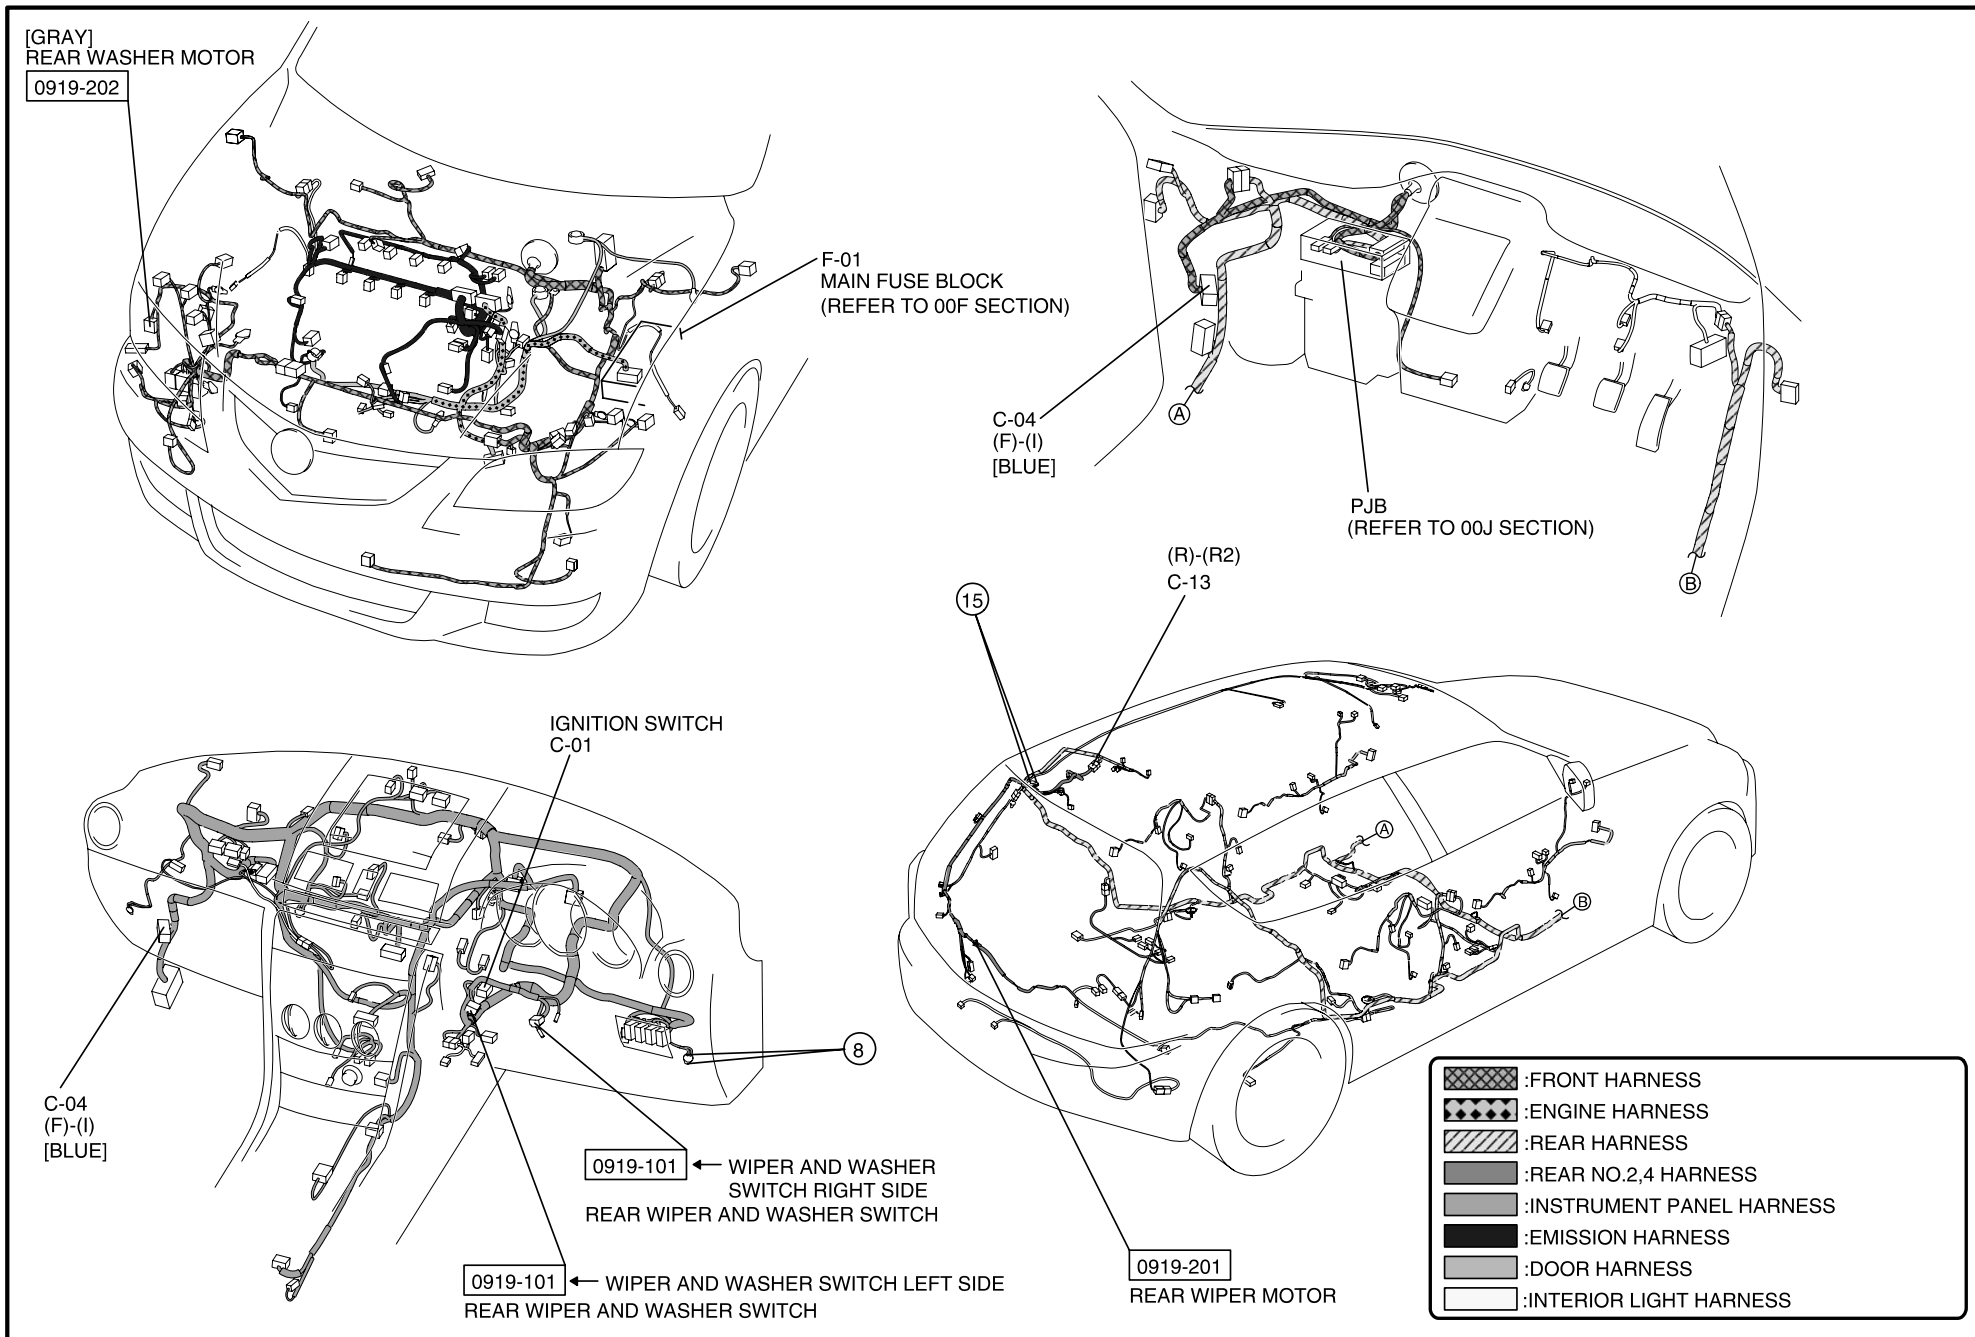 [GRAY]
REAR WASHER MOTOR
0919-202
F-01
MAIN FUSE BLOCK
(REFER TO 00F SECTION)
C-04
(F)-(I)
[BLUE]
A
PJB
(REFER TO 00J SECTION)
B
(R)-(R2)
C-13
15
IGNITION SWITCH
C-01
A
B
8
C-04
(F)-(I)
[BLUE]
0919-101
WIPER AND WASHER
SWITCH RIGHT SIDE
REAR WIPER AND WASHER SWITCH
0919-101
WIPER AND WASHER SWITCH LEFT SIDE
REAR WIPER AND WASHER SWITCH
0919-201
REAR WIPER MOTOR
:FRONT HARNESS
:ENGINE HARNESS
:REAR HARNESS
:REAR NO.2,4 HARNESS
:INSTRUMENT PANEL HARNESS
:EMISSION HARNESS
:DOOR HARNESS
:INTERIOR LIGHT HARNESS